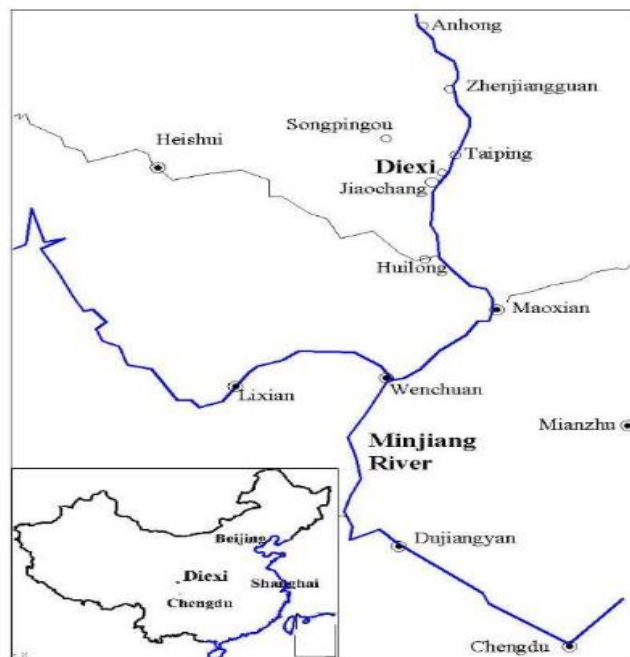 Anhong
Zhenjiangguan
Songpingou
Heishui
Taiping
Diexi
Jiaochang
Huilong
Maoxian
Lixian
Wenchuan
Mianzhu
Minjiang
River
Beijing
Dujiangyan
Diexi
Shanghai
Chengdu
Chengdu